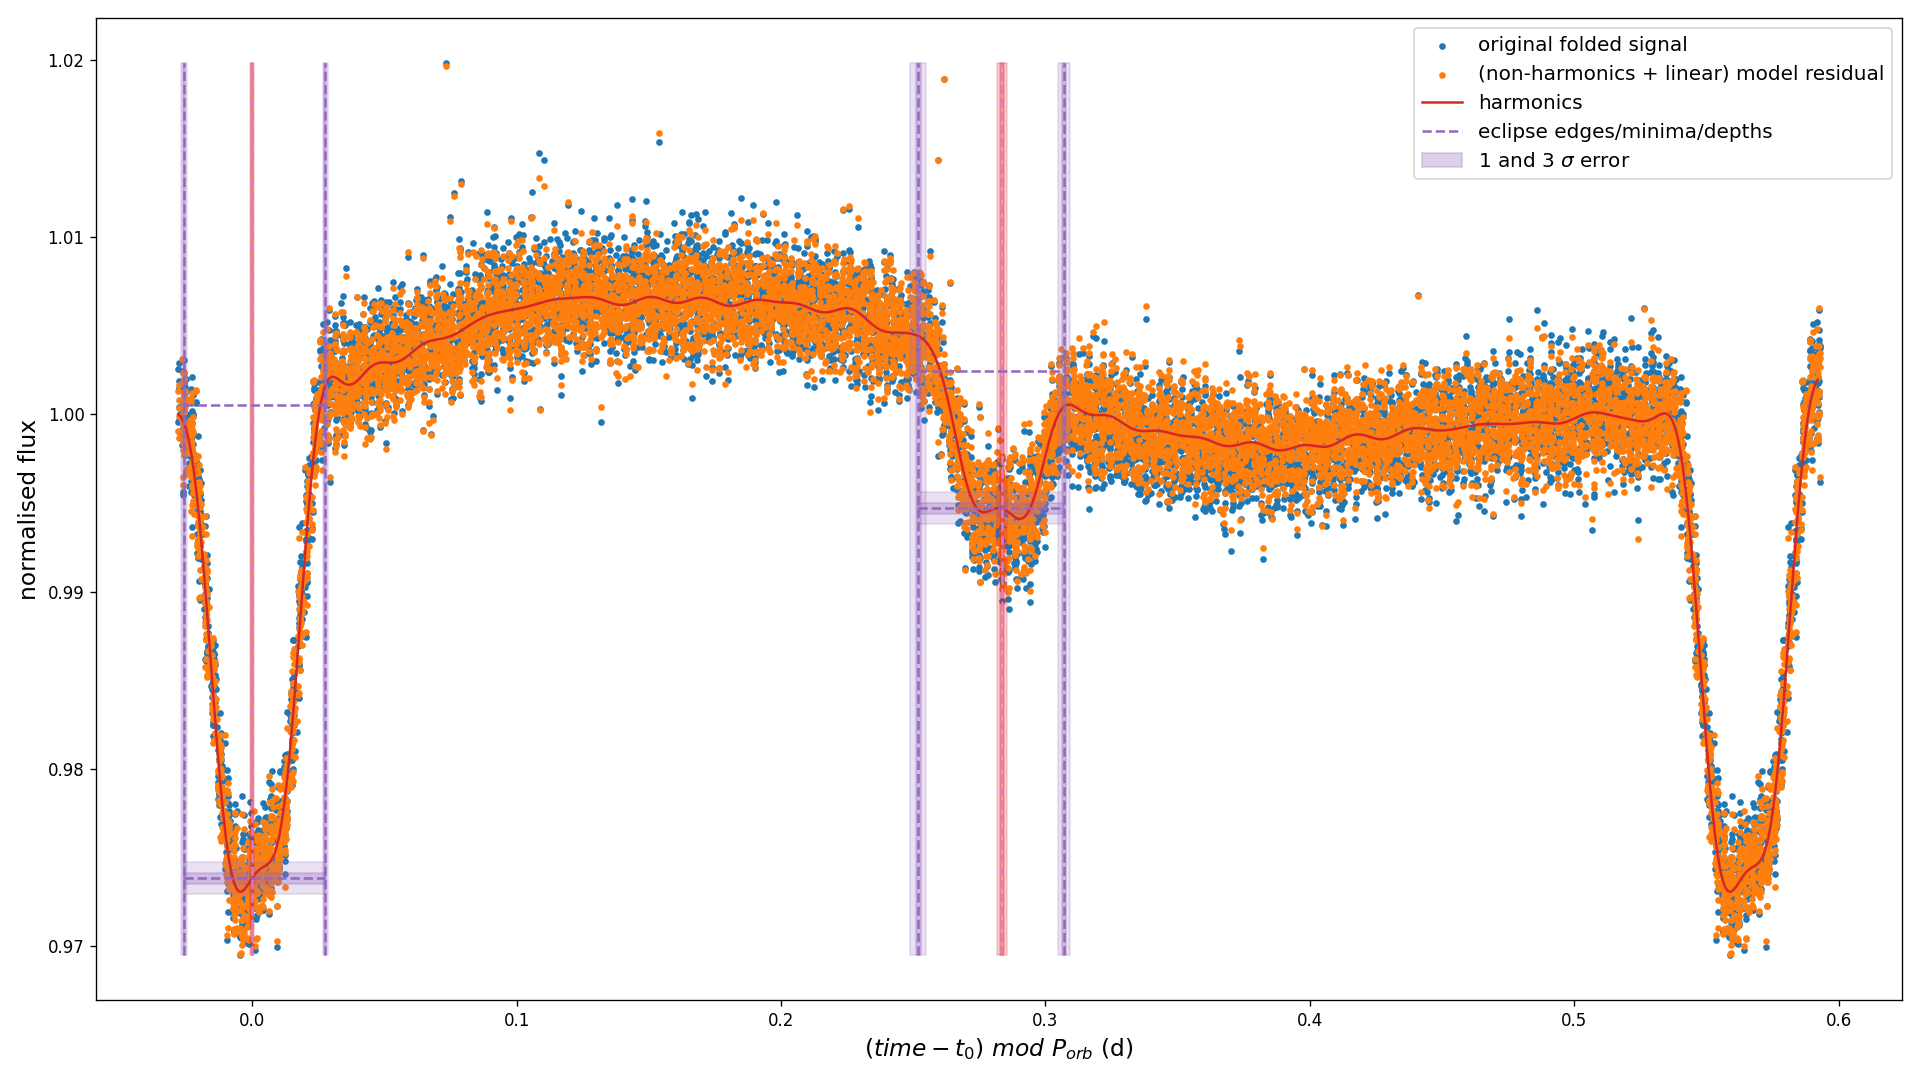 original folded signal
(non-harmonics + linear) model residual
harmonics
eclipse edges/minima/depths
1 and 3 σ error
normalised flux
1.02
1.01
1.00
0.99
0.98
0.97
0.0 0.1 0.2 0.3 0.4 0.5 0.6
(time − t₀) mod Pₒᵣb (d)